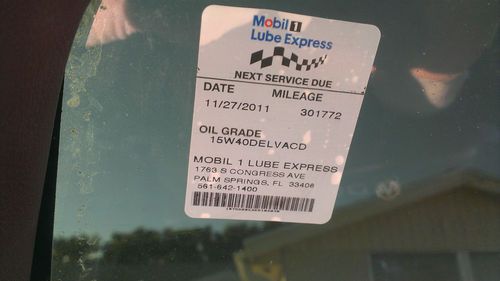 Mobil 1
Lube Express
NEXT SERVICE DUE
DATE MILEAGE
11/27/2011 301772
OIL GRADE
15W40DELVACD
MOBIL 1 LUBE EXPRESS
1763 S CONGRESS AVE
PALM SPRINGS, FL 33406
561-642-1400